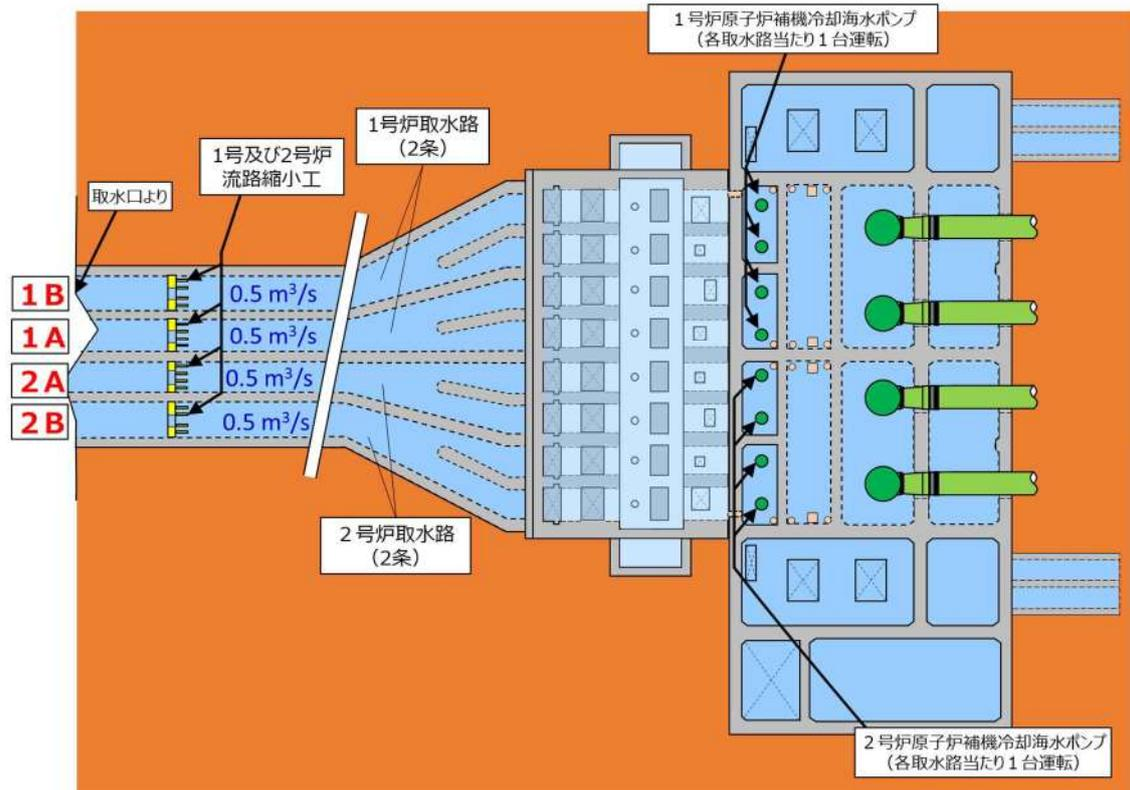 1号炉原子炉補機冷却海水ポンプ
（各取水路当たり1台運転）
1号炉取水路
（2条）
1号及び2号炉
流路縮小工
取水口より
1B
0.5 m³/s
1A
0.5 m³/s
2A
0.5 m³/s
2B
0.5 m³/s
2号炉取水路
（2条）
2号炉原子炉補機冷却海水ポンプ
（各取水路当たり1台運転）